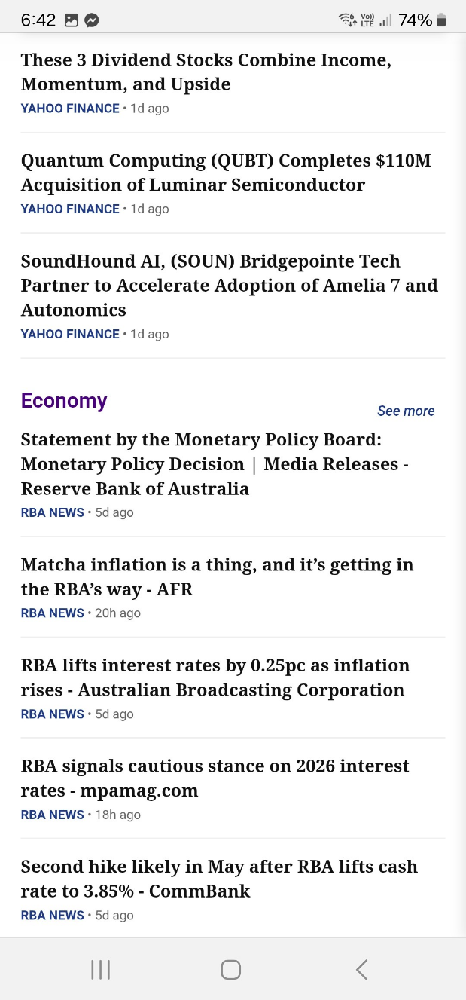 6:42
6
Vo))
LTE
74%
These 3 Dividend Stocks Combine Income,
Momentum, and Upside
YAHOO FINANCE • 1d ago
Quantum Computing (QUBT) Completes $110M
Acquisition of Luminar Semiconductor
YAHOO FINANCE • 1d ago
SoundHound AI, (SOUN) Bridgepointe Tech
Partner to Accelerate Adoption of Amelia 7 and
Autonomics
YAHOO FINANCE • 1d ago
Economy
See more
Statement by the Monetary Policy Board:
Monetary Policy Decision | Media Releases -
Reserve Bank of Australia
RBA NEWS • 5d ago
Matcha inflation is a thing, and it’s getting in
the RBA’s way - AFR
RBA NEWS • 20h ago
RBA lifts interest rates by 0.25pc as inflation
rises - Australian Broadcasting Corporation
RBA NEWS • 5d ago
RBA signals cautious stance on 2026 interest
rates - mpamag.com
RBA NEWS • 18h ago
Second hike likely in May after RBA lifts cash
rate to 3.85% - CommBank
RBA NEWS • 5d ago